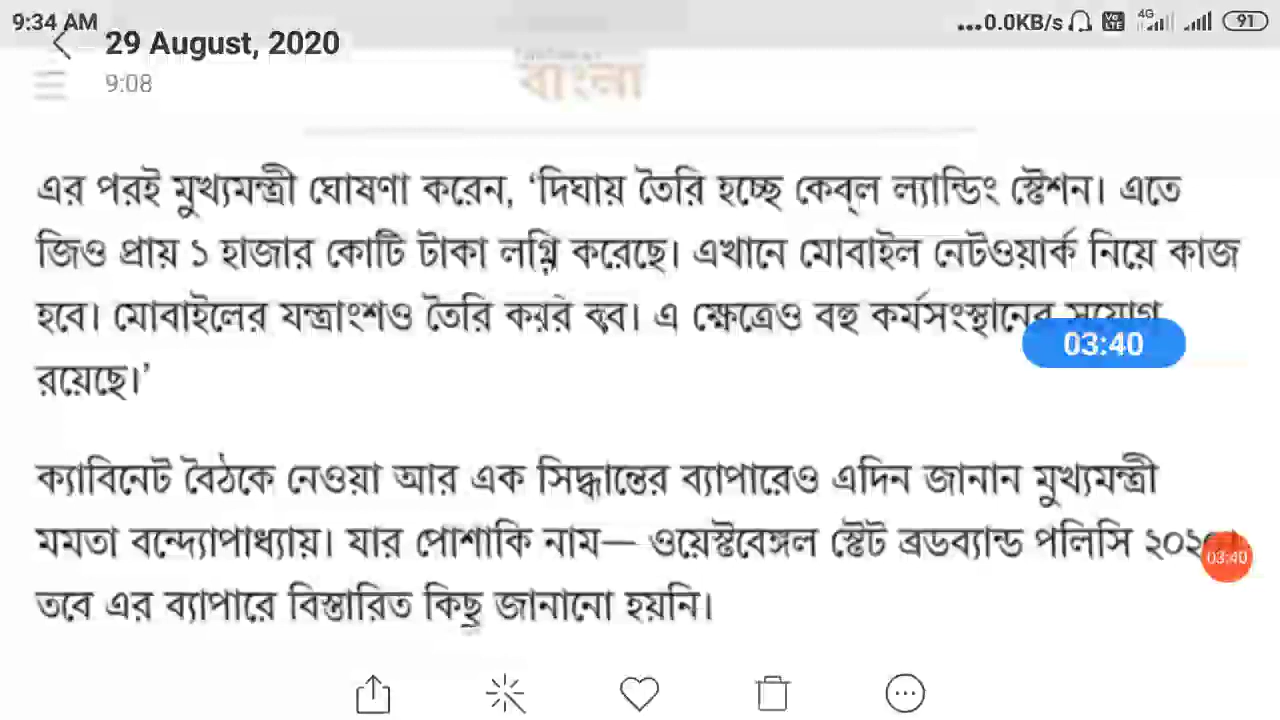 9:34 AM
...0.0KB/s
4G
91
29 August, 2020
9:08
বাংলা
এর পরই মুখ্যমন্ত্রী ঘোষণা করেন, ‘দিঘায় তৈরি হচ্ছে কেব্‌ল ল্যান্ডিং স্টেশন। এতে
জিও প্রায় ১ হাজার কোটি টাকা লগ্নি করেছে। এখানে মোবাইল নেটওয়ার্ক নিয়ে কাজ
হবে। মোবাইলের যন্ত্রাংশও তৈরি এ ক্ষেত্রেও বহু কর্মসংস্থানের সুযোগ
03:40
রয়েছে।’
ক্যাবিনেট বৈঠকে নেওয়া আর এক সিদ্ধান্তের ব্যাপারেও এদিন জানান মুখ্যমন্ত্রী
মমতা বন্দ্যোপাধ্যায়। যার পোশাকি নাম— ওয়েস্টবেঙ্গল স্টেট ব্রডব্যান্ড পলিসি
03:40
তবে এর ব্যাপারে বিস্তারিত কিছু জানানো হয়নি।